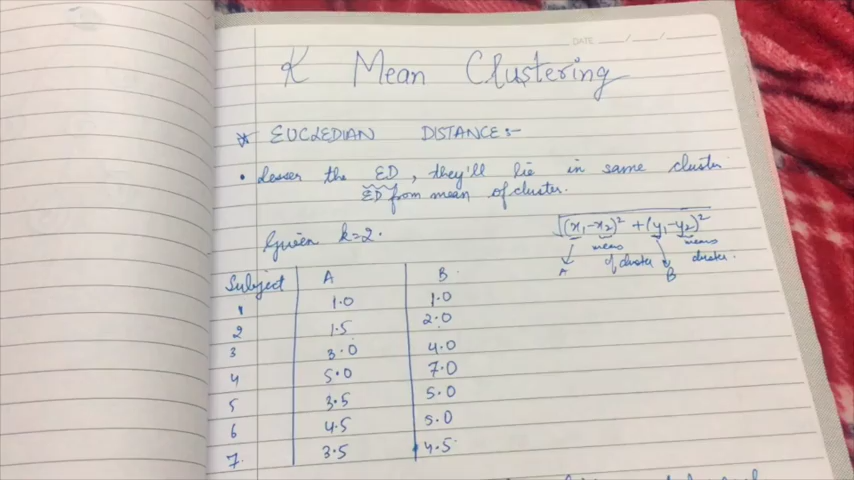 DATE / /
K Mean Clustering
* EUCLEDIAN DISTANCE:-
• Lesser the ED, they'll lie in same cluster
ED from mean of cluster.
Given k=2.
√(x₁-x₂)² + (y₁-y₂)²
means of cluster
means cluster.
A
B
Subject A B
1 1.0 1.0
2 1.5 2.0
3 3.0 4.0
4 5.0 7.0
5 3.5 5.0
6 4.5 5.0
7. 3.5 4.5